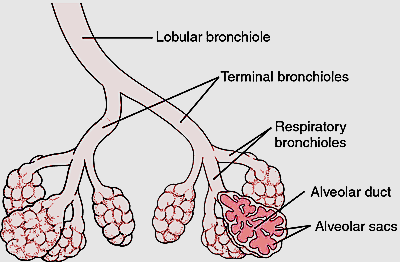 Lobular bronchiole
Terminal bronchioles
Respiratory
bronchioles
Alveolar duct
Alveolar sacs